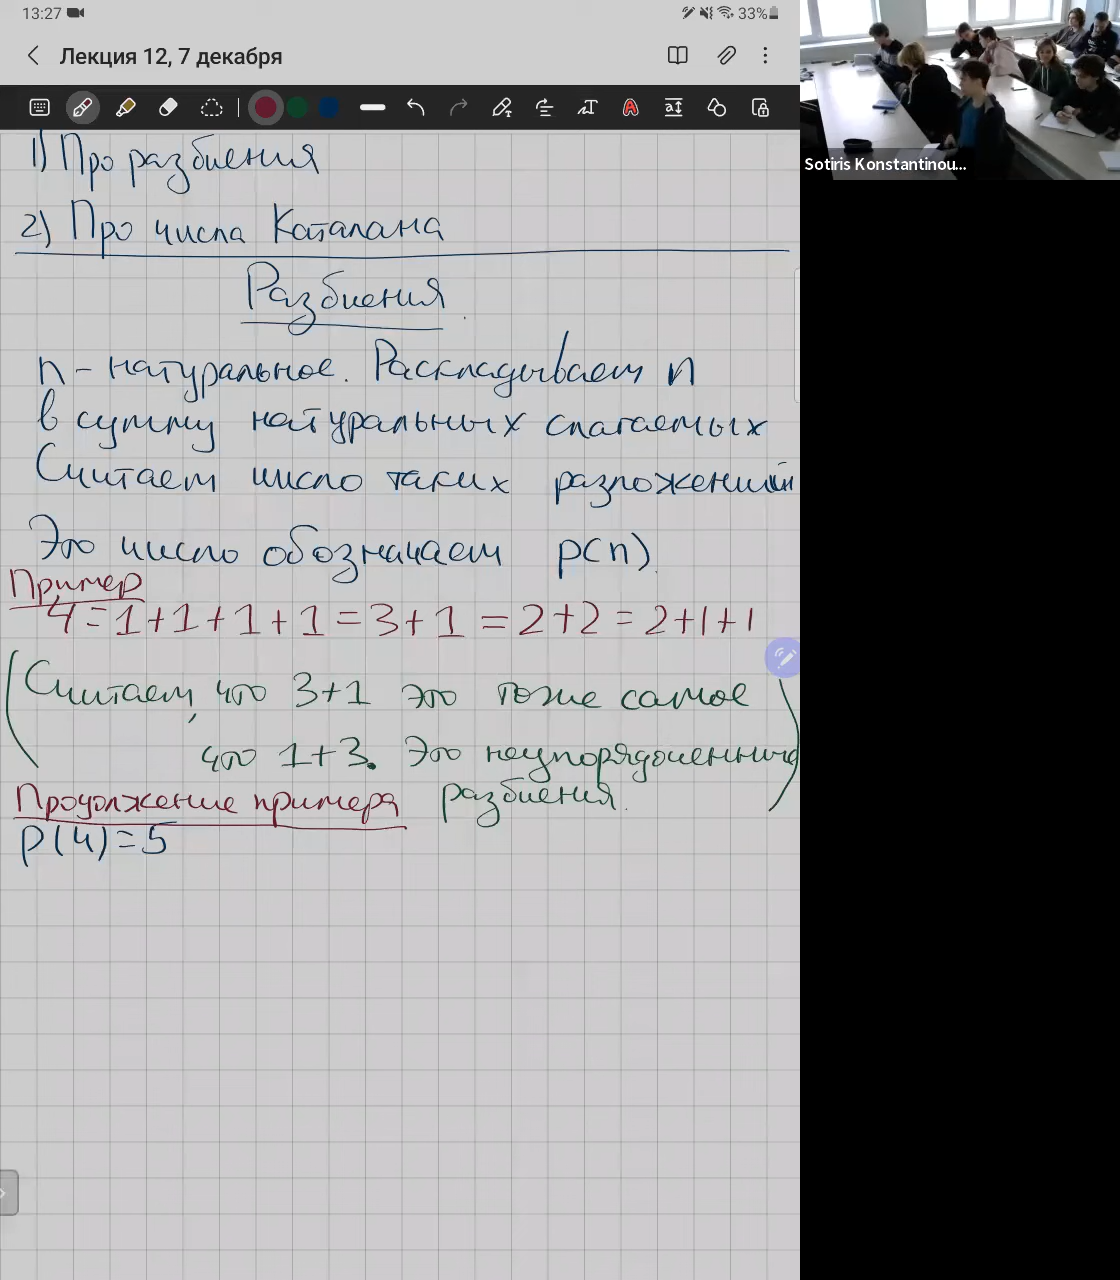 13:27
33%
Лекция 12, 7 декабря
1) Про разбиения
2) Про числа Каталана
Разбиения
n - натуральное. Раскладываем n
в сумму натуральных слагаемых
Считаем число таких разложений
Это число обозначаем p(n).
Пример
4=1+1+1+1=3+1=2+2=2+1+1
(Считаем, что 3+1 это тоже самое
что 1+3. Это неупорядоченные
разбиения.)
Продолжение примера
p(4)=5
Sotiris Konstantinou...